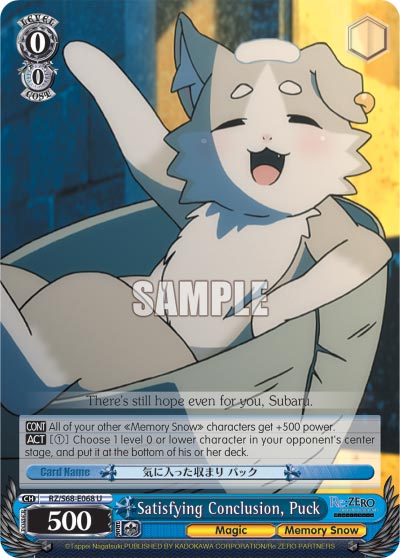 LEVEL
0
0
COST
SAMPLE
There's still hope even for you, Subaru.
CONT All of your other «Memory Snow» characters get +500 power.
ACT [①] Choose 1 level 0 or lower character in your opponent's center
stage, and put it at the bottom of his or her deck.
Card Name 気に入った収まり パック
CH RZ/S68-E068 U
POWER 500
Satisfying Conclusion, Puck
Re:ZERO
Magic
Memory Snow
©Tappei Nagatsuki,PUBLISHED BY KADOKAWA CORPORATION/Re:ZERO PARTNERS